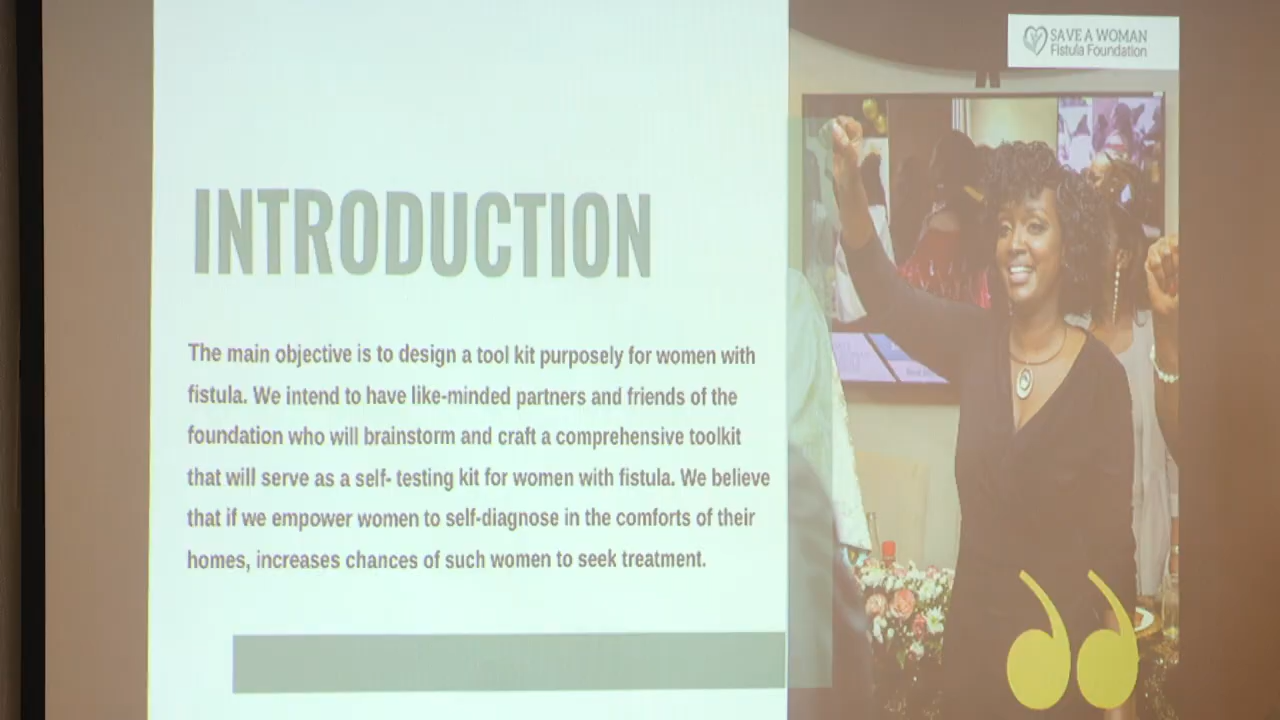 SAVE A WOMAN
Fistula Foundation
INTRODUCTION
The main objective is to design a tool kit purposely for women with
fistula. We intend to have like-minded partners and friends of the
foundation who will brainstorm and craft a comprehensive toolkit
that will serve as a self- testing kit for women with fistula. We believe
that if we empower women to self-diagnose in the comforts of their
homes, increases chances of such women to seek treatment.